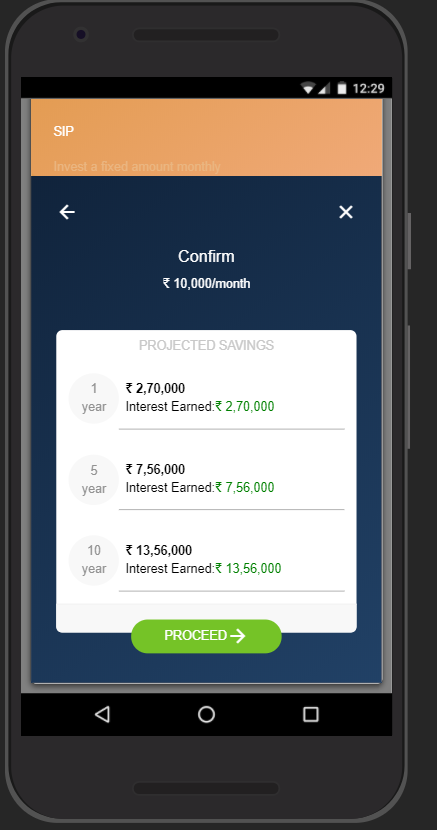 12:29
SIP
Invest a fixed amount monthly
Confirm
₹ 10,000/month
PROJECTED SAVINGS
1
year
₹ 2,70,000
Interest Earned:₹ 2,70,000
5
year
₹ 7,56,000
Interest Earned:₹ 7,56,000
10
year
₹ 13,56,000
Interest Earned:₹ 13,56,000
PROCEED